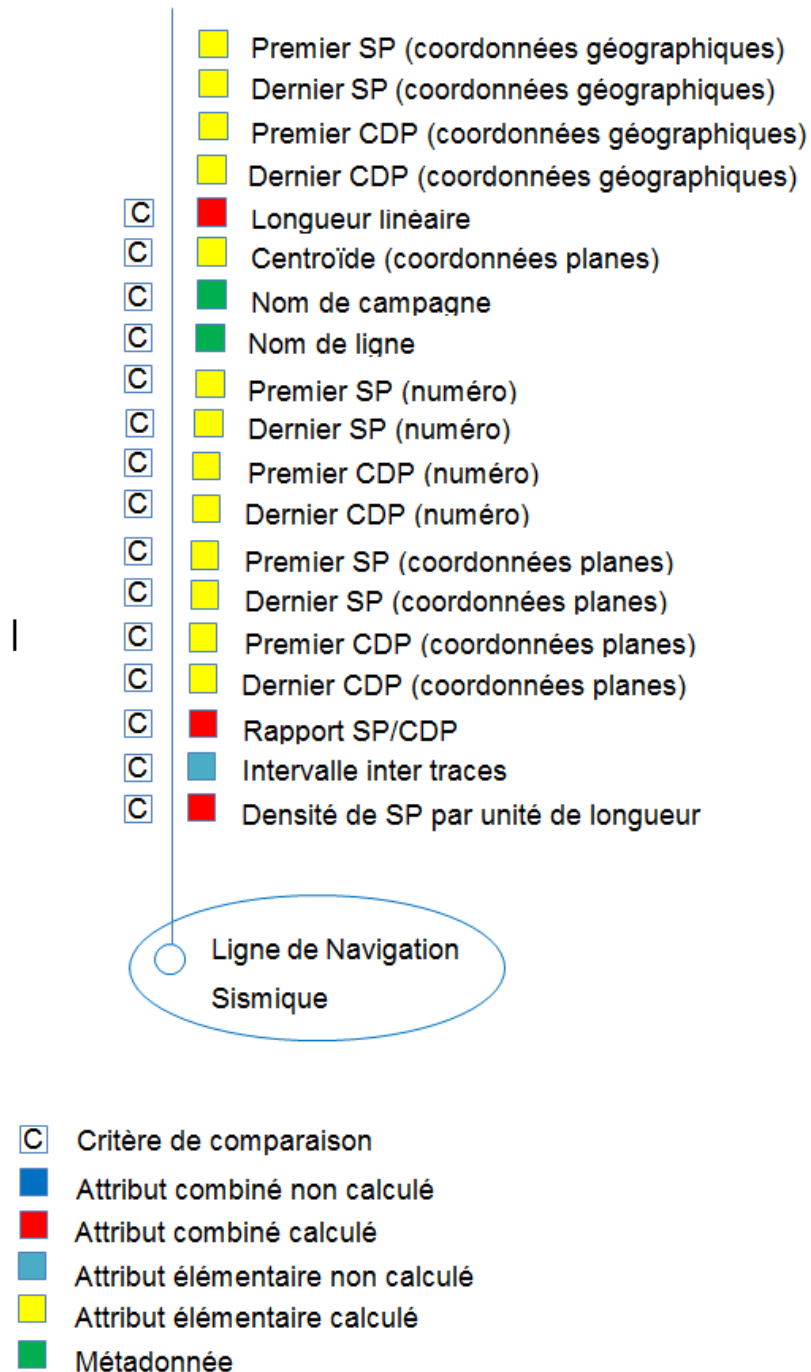 Premier SP (coordonnées géographiques)
Dernier SP (coordonnées géographiques)
Premier CDP (coordonnées géographiques)
Dernier CDP (coordonnées géographiques)
C Longueur linéaire
C Centroïde (coordonnées planes)
C Nom de campagne
C Nom de ligne
C Premier SP (numéro)
C Dernier SP (numéro)
C Premier CDP (numéro)
C Dernier CDP (numéro)
C Premier SP (coordonnées planes)
C Dernier SP (coordonnées planes)
C Premier CDP (coordonnées planes)
C Dernier CDP (coordonnées planes)
C Rapport SP/CDP
C Intervalle inter traces
C Densité de SP par unité de longueur
Ligne de Navigation
Sismique
C Critère de comparaison
Attribut combiné non calculé
Attribut combiné calculé
Attribut élémentaire non calculé
Attribut élémentaire calculé
Métadonnée